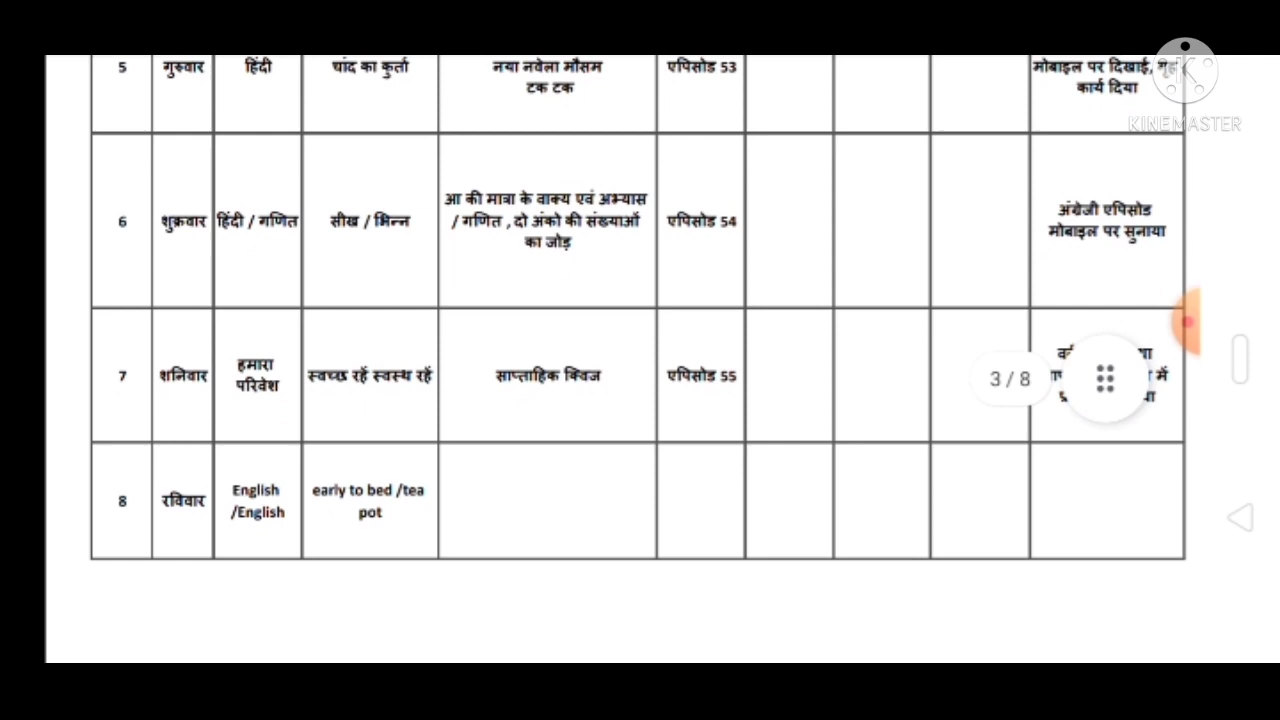 5 गुरुवार हिंदी चांद का कुर्ता नया नवेला मौसम एपिसोड 53 मोबाइल पर दिखाई, गृह
टक टक कार्य दिया
KINEMASTER
आ की मात्रा के वाक्य एवं अभ्यास
6 शुक्रवार हिंदी / गणित सीख / भिन्न / गणित , दो अंको की संख्याओं एपिसोड 54 अंग्रेजी एपिसोड
का जोड़ मोबाइल पर सुनाया
7 शनिवार हमारा स्वच्छ रहें स्वस्थ रहें साप्ताहिक क्विज एपिसोड 55
परिवेश
में
3 / 8
8 रविवार English early to bed /tea
/English pot